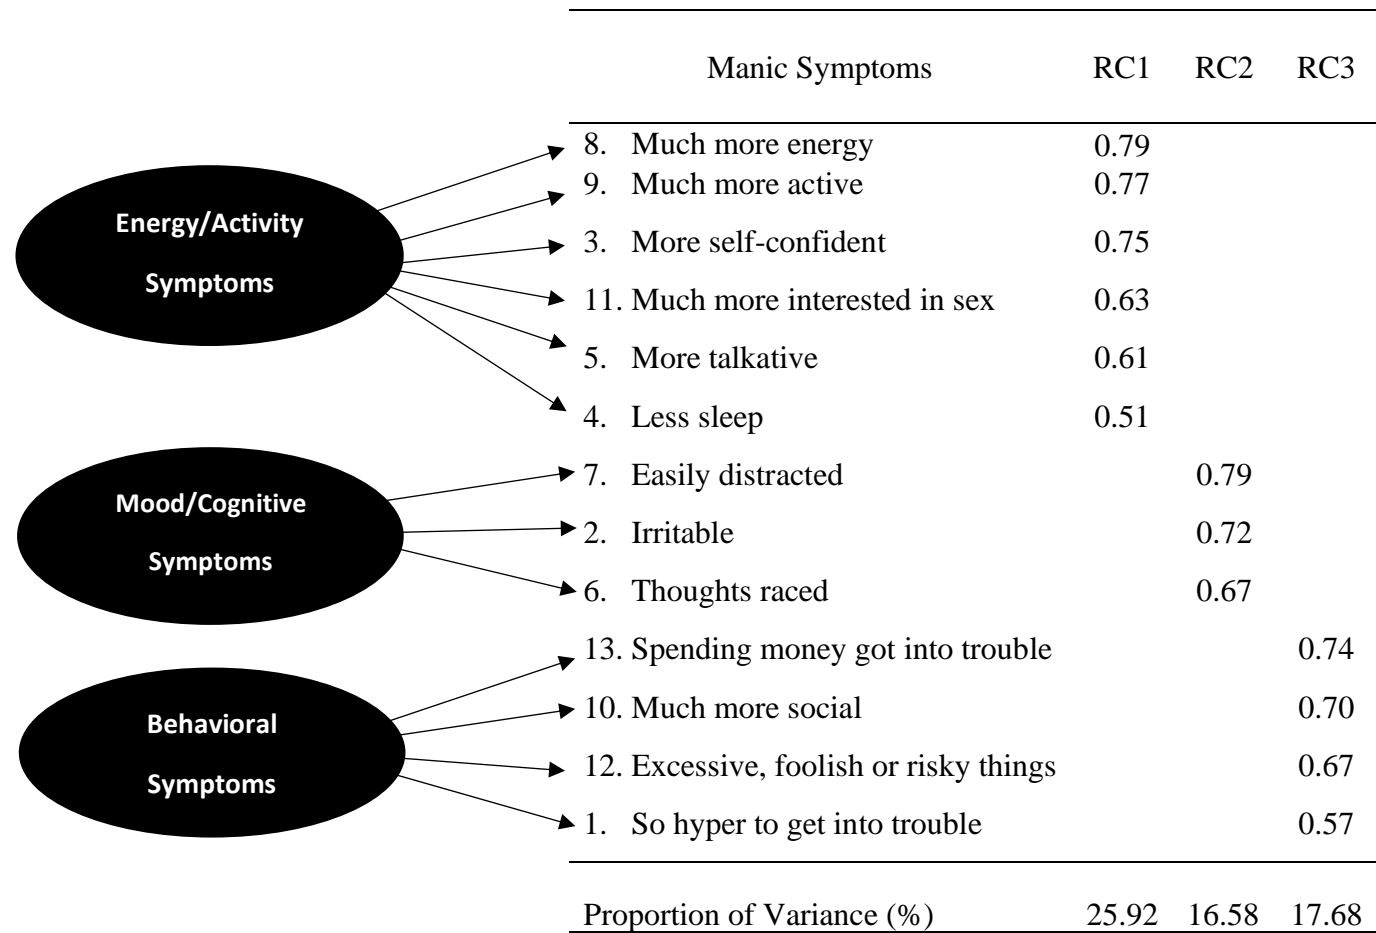 Manic Symptoms RC1 RC2 RC3
Energy/Activity
Symptoms
8. Much more energy 0.79
9. Much more active 0.77
3. More self-confident 0.75
11. Much more interested in sex 0.63
5. More talkative 0.61
4. Less sleep 0.51
Mood/Cognitive
Symptoms
7. Easily distracted 0.79
2. Irritable 0.72
6. Thoughts raced 0.67
Behavioral
Symptoms
13. Spending money got into trouble 0.74
10. Much more social 0.70
12. Excessive, foolish or risky things 0.67
1. So hyper to get into trouble 0.57
Proportion of Variance (%) 25.92 16.58 17.68